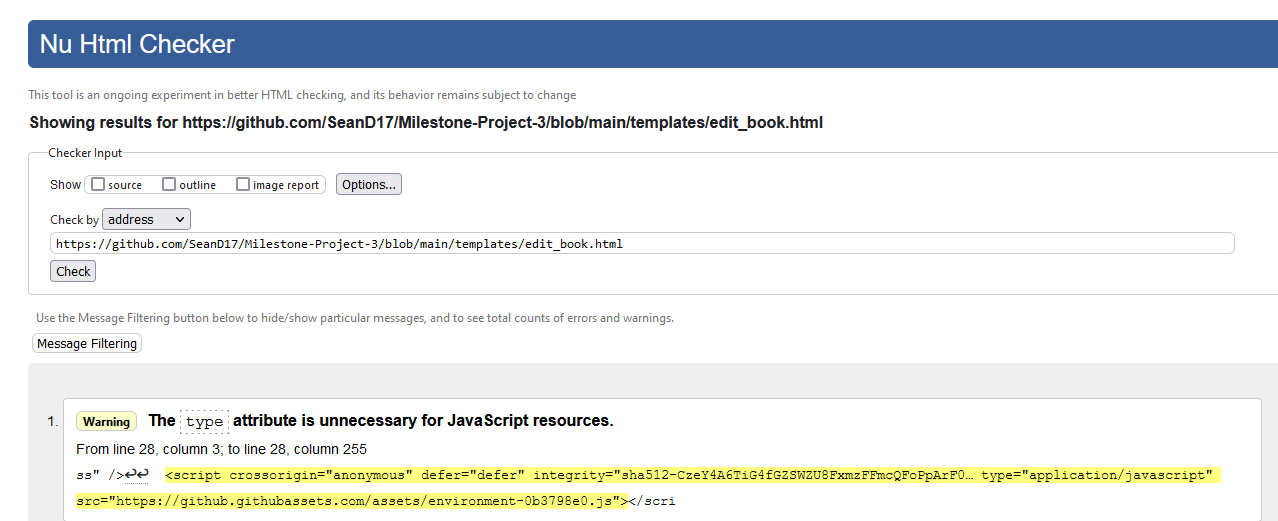 Nu Html Checker
This tool is an ongoing experiment in better HTML checking, and its behavior remains subject to change
Showing results for https://github.com/SeanD17/Milestone-Project-3/blob/main/templates/edit_book.html
Checker Input
Show source outline image report Options...
Check by address
https://github.com/SeanD17/Milestone-Project-3/blob/main/templates/edit_book.html
Check
Use the Message Filtering button below to hide/show particular messages, and to see total counts of errors and warnings.
Message Filtering
1. Warning The type attribute is unnecessary for JavaScript resources.
From line 28, column 3; to line 28, column 255
ss" />↩↩ <script crossorigin="anonymous" defer="defer" integrity="sha512-CzeY4A6TiG4fGZSWZU8FxmzFFmcQFoPpArF0… type="application/javascript"
src="https://github.githubassets.com/assets/environment-0b3798e0.js"></scri